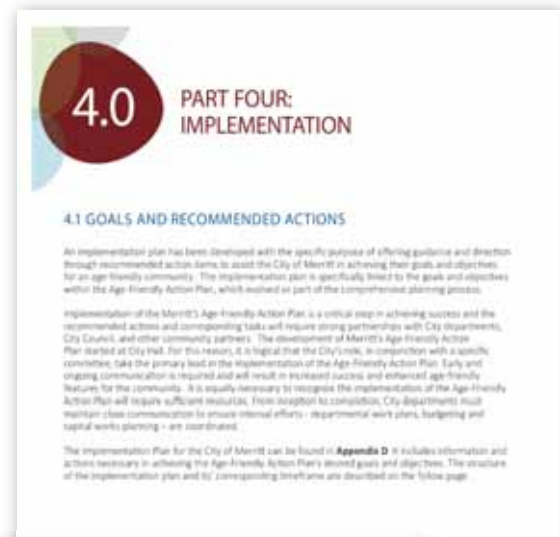 4.0
PART FOUR:
IMPLEMENTATION
4.1 GOALS AND RECOMMENDED ACTIONS
An implementation plan has been developed with the specific purpose of offering guidance and direction
through recommended action items to assist the City of Merritt in achieving their goals and objectives
for an age-friendly community. The implementation plan is specifically linked to the goals and objectives
within the Age-Friendly Action Plan, which evolved as part of the comprehensive planning process.
Implementation of the Merritt's Age-Friendly Action Plan is a critical step in achieving success and the
recommended actions and corresponding tasks will require strong partnerships with City departments,
City Council, and other community partners. The development of Merritt's Age-Friendly Action
Plan started at City Hall. For this reason, it is logical that the City's role, in conjunction with a specific
committee, take the primary lead in the implementation of the Age-Friendly Action Plan. Early and
ongoing communication is required and will result in increased success and enhanced age-friendly
features for the community. It is equally necessary to recognize the implementation of the Age-Friendly
Action Plan will require sufficient resources. From inception to completion, City departments must
maintain close communication to ensure internal efforts - departmental work plans, budgeting and
capital works planning – are coordinated.
The Implementation Plan for the City of Merritt can be found in Appendix D. It includes information and
actions necessary in achieving the Age-Friendly Action Plan's desired goals and objectives. The structure
of the implementation plan and its' corresponding timeframe are described on the follow page.